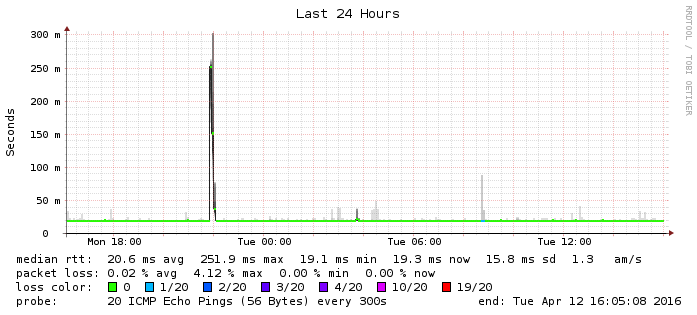 Last 24 Hours
RRDTOOL / TOBI OETIKER
Seconds
300 m
250 m
200 m
150 m
100 m
50 m
0
Mon 18:00 Tue 00:00 Tue 06:00 Tue 12:00
median rtt: 20.6 ms avg 251.9 ms max 19.1 ms min 19.3 ms now 15.8 ms sd 1.3 am/s
packet loss: 0.02 % avg 4.12 % max 0.00 % min 0.00 % now
loss color: 0 1/20 2/20 3/20 4/20 10/20 19/20
probe: 20 ICMP Echo Pings (56 Bytes) every 300s end: Tue Apr 12 16:05:08 2016